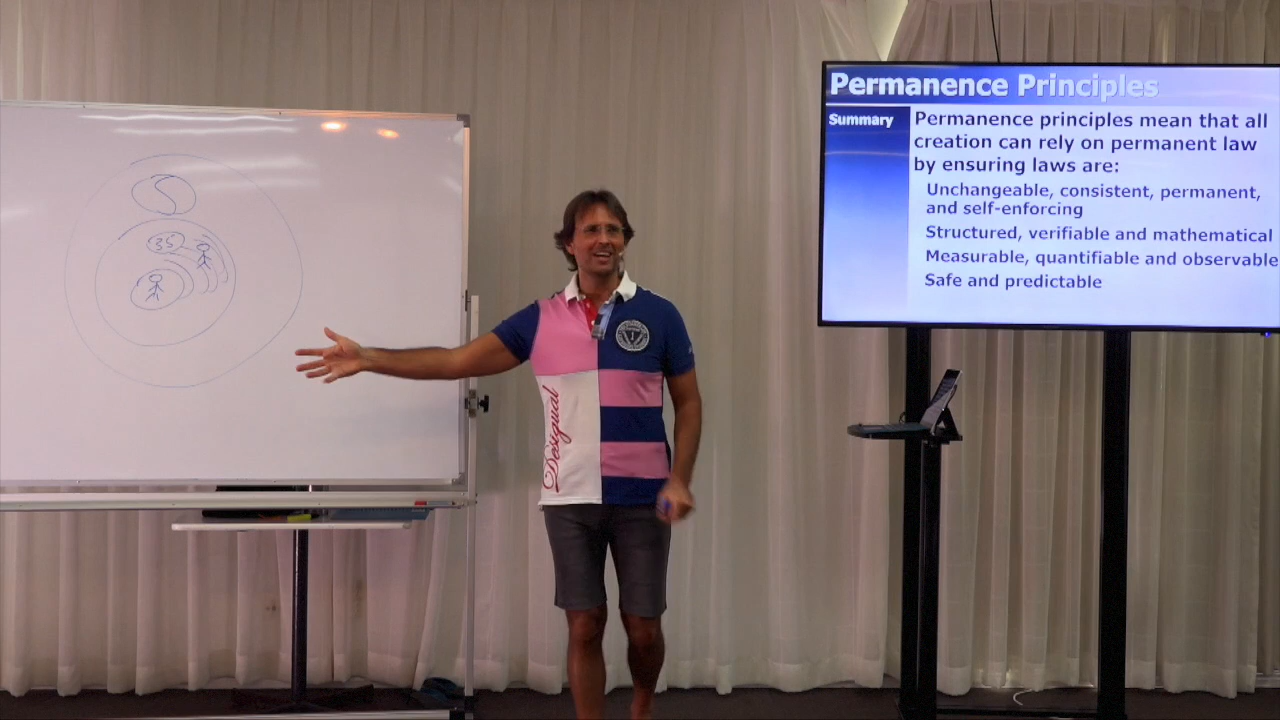 S
35
Desigual
Permanence Principles
Summary
Permanence principles mean that all
creation can rely on permanent law
by ensuring laws are:
Unchangeable, consistent, permanent,
and self-enforcing
Structured, verifiable and mathematical
Measurable, quantifiable and observable
Safe and predictable